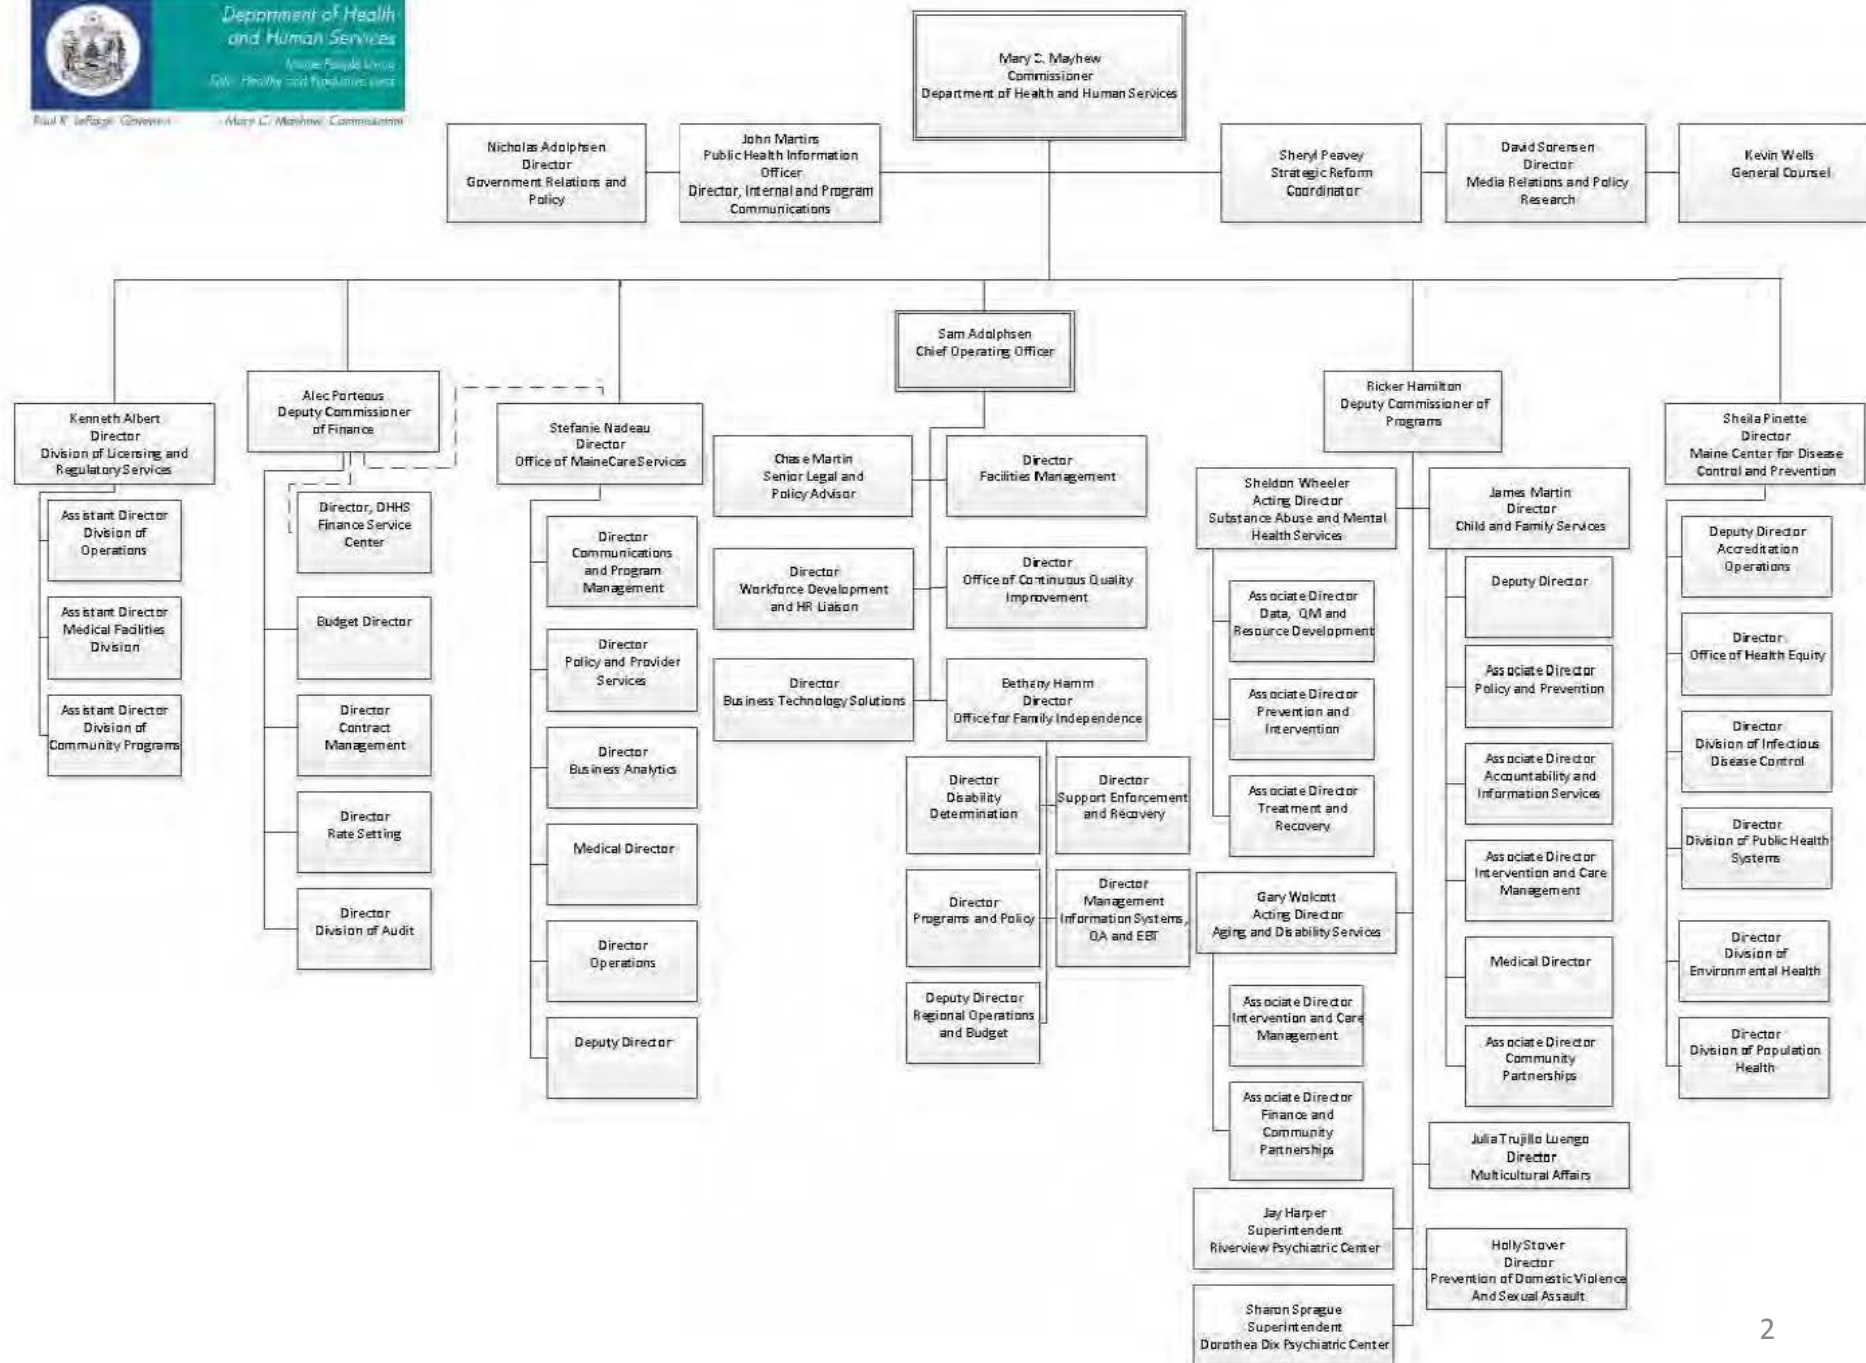 Department of Health
and Human Services
Paul R. LePage, Governor
Mary C. Mayhew, Commissioner
Mary C. Mayhew
Commissioner
Department of Health and Human Services
Nicholas Adolphsen
Director
Government Relations and
Policy
John Martins
Public Health Information
Officer
Director, Internal and Program
Communications
Sheryl Peavey
Strategic Reform
Coordinator
David Sorensen
Director
Media Relations and Policy
Research
Kevin Wells
General Counsel
Sam Adolphsen
Chief Operating Officer
Kenneth Albert
Director
Division of Licensing and
Regulatory Services
Assistant Director
Division of
Operations
Assistant Director
Medical Facilities
Division
Assistant Director
Division of
Community Programs
Alec Porteous
Deputy Commissioner
of Finance
Director, DHHS
Finance Service
Center
Budget Director
Director
Contract
Management
Director
Rate Setting
Director
Division of Audit
Stefanie Nadeau
Director
Office of MaineCare Services
Director
Communications
and Program
Management
Director
Policy and Provider
Services
Director
Business Analytics
Medical Director
Director
Operations
Deputy Director
Chase Martin
Senior Legal and
Policy Advisor
Director
Facilities Management
Director
Workforce Development
and HR Liaison
Director
Office of Continuous Quality
Improvement
Director
Business Technology Solutions
Bethany Hamm
Director
Office for Family Independence
Director
Disability
Determination
Director
Support Enforcement
and Recovery
Director
Programs and Policy
Director
Management
Information Systems,
QA and EBT
Deputy Director
Regional Operations
and Budget
Ricker Hamilton
Deputy Commissioner of
Programs
Sheldon Wheeler
Acting Director
Substance Abuse and Mental
Health Services
Associate Director
Data, QM and
Resource Development
Associate Director
Prevention and
Intervention
Associate Director
Treatment and
Recovery
Gary Wolcott
Acting Director
Aging and Disability Services
Associate Director
Intervention and Care
Management
Associate Director
Finance and
Community
Partnerships
Jay Harper
Superintendent
Riverview Psychiatric Center
Sharon Sprague
Superintendent
Dorothea Dix Psychiatric Center
James Martin
Director
Child and Family Services
Deputy Director
Associate Director
Policy and Prevention
Associate Director
Accountability and
Information Services
Associate Director
Intervention and Care
Management
Medical Director
Associate Director
Community
Partnerships
Julia Trujillo Luengo
Director
Multicultural Affairs
Holly Stover
Director
Prevention of Domestic Violence
And Sexual Assault
Sheila Pinette
Director
Maine Center for Disease
Control and Prevention
Deputy Director
Accreditation
Operations
Director
Office of Health Equity
Director
Division of Infectious
Disease Control
Director
Division of Public Health
Systems
Director
Division of
Environmental Health
Director
Division of Population
Health
2